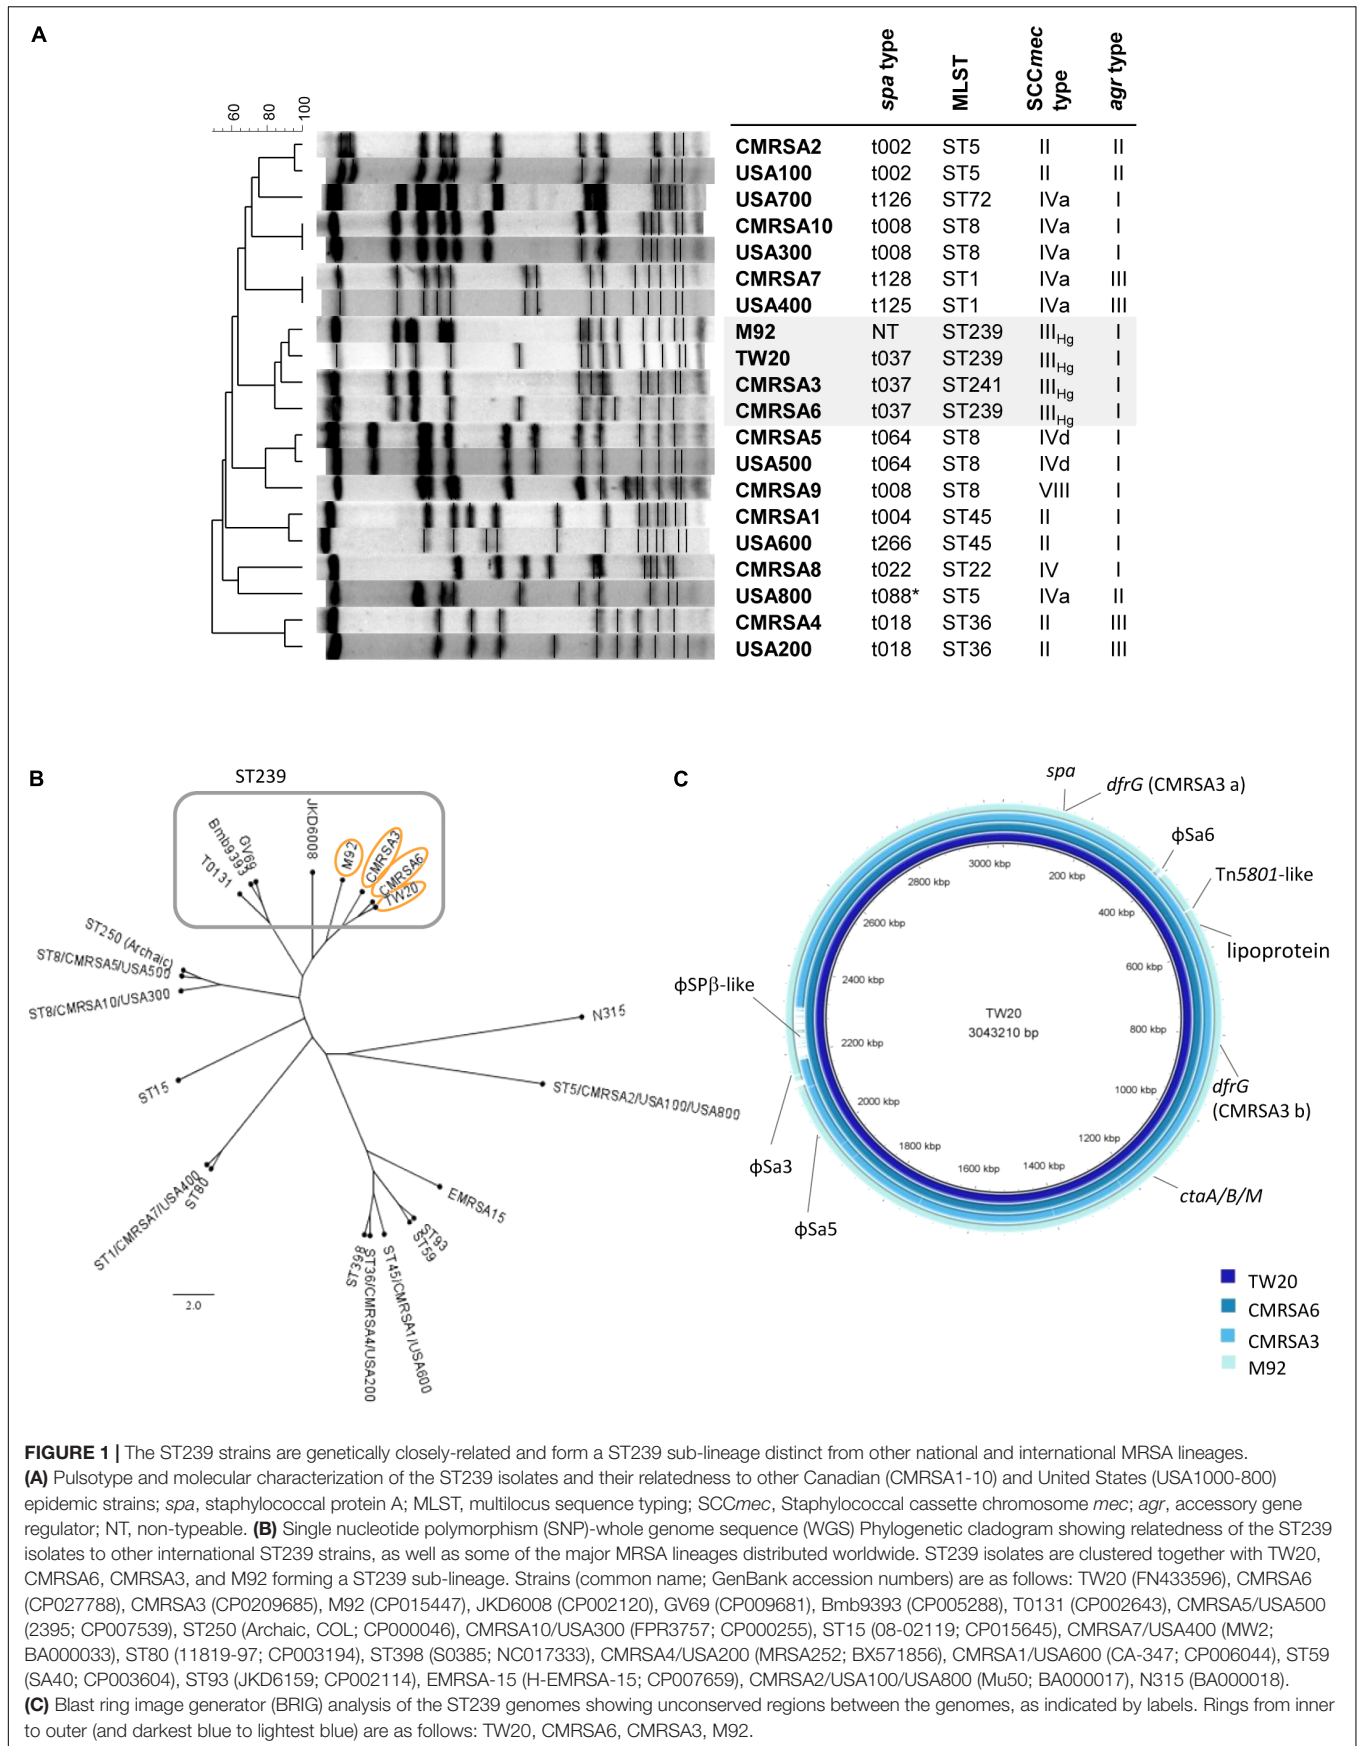 A
spa type
MLST
SCCmec type
agr type
60 80 100
CMRSA2 t002 ST5 II II
USA100 t002 ST5 II II
USA700 t126 ST72 IVa I
CMRSA10 t008 ST8 IVa I
USA300 t008 ST8 IVa I
CMRSA7 t128 ST1 IVa III
USA400 t125 ST1 IVa III
M92 NT ST239 IIIHg I
TW20 t037 ST239 IIIHg I
CMRSA3 t037 ST241 IIIHg I
CMRSA6 t037 ST239 IIIHg I
CMRSA5 t064 ST8 IVd I
USA500 t064 ST8 IVd I
CMRSA9 t008 ST8 VIII I
CMRSA1 t004 ST45 II I
USA600 t266 ST45 II I
CMRSA8 t022 ST22 IV I
USA800 t088* ST5 IVa II
CMRSA4 t018 ST36 II III
USA200 t018 ST36 II III
B
ST239
T0131
Bmb9393
GV69
JKD6008
M92
CMRSA3
CMRSA6
TW20
ST250 (Archaic)
ST8/CMRSA5/USA500
ST8/CMRSA10/USA300
N315
ST15
ST5/CMRSA2/USA100/USA800
ST1/CMRSA7/USA400
ST80
EMRSA15
ST93
ST59
ST398
ST36/CMRSA4/USA200
ST45/CMRSA1/USA600
2.0
C
spa
dfrG (CMRSA3 a)
ϕSa6
Tn5801-like
lipoprotein
dfrG
(CMRSA3 b)
ctaA/B/M
ϕSa5
ϕSa3
ϕSPβ-like
3000 kbp
200 kbp
400 kbp
600 kbp
800 kbp
1000 kbp
1200 kbp
1400 kbp
1600 kbp
1800 kbp
2000 kbp
2200 kbp
2400 kbp
2600 kbp
2800 kbp
TW20
3043210 bp
TW20
CMRSA6
CMRSA3
M92
FIGURE 1 | The ST239 strains are genetically closely-related and form a ST239 sub-lineage distinct from other national and international MRSA lineages.
(A) Pulsotype and molecular characterization of the ST239 isolates and their relatedness to other Canadian (CMRSA1-10) and United States (USA1000-800)
epidemic strains; spa, staphylococcal protein A; MLST, multilocus sequence typing; SCCmec, Staphylococcal cassette chromosome mec; agr, accessory gene
regulator; NT, non-typeable. (B) Single nucleotide polymorphism (SNP)-whole genome sequence (WGS) Phylogenetic cladogram showing relatedness of the ST239
isolates to other international ST239 strains, as well as some of the major MRSA lineages distributed worldwide. ST239 isolates are clustered together with TW20,
CMRSA6, CMRSA3, and M92 forming a ST239 sub-lineage. Strains (common name; GenBank accession numbers) are as follows: TW20 (FN433596), CMRSA6
(CP027788), CMRSA3 (CP0209685), M92 (CP015447), JKD6008 (CP002120), GV69 (CP009681), Bmb9393 (CP005288), T0131 (CP002643), CMRSA5/USA500
(2395; CP007539), ST250 (Archaic, COL; CP000046), CMRSA10/USA300 (FPR3757; CP000255), ST15 (08-02119; CP015645), CMRSA7/USA400 (MW2;
BA000033), ST80 (11819-97; CP003194), ST398 (S0385; NC017333), CMRSA4/USA200 (MRSA252; BX571856), CMRSA1/USA600 (CA-347; CP006044), ST59
(SA40; CP003604), ST93 (JKD6159; CP002114), EMRSA-15 (H-EMRSA-15; CP007659), CMRSA2/USA100/USA800 (Mu50; BA000017), N315 (BA000018).
(C) Blast ring image generator (BRIG) analysis of the ST239 genomes showing unconserved regions between the genomes, as indicated by labels. Rings from inner
to outer (and darkest blue to lightest blue) are as follows: TW20, CMRSA6, CMRSA3, M92.